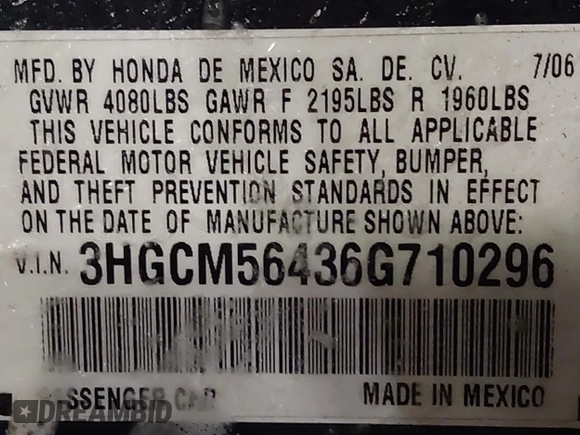 MFD. BY HONDA DE MEXICO SA. DE. CV. 7/06
GVWR 4080LBS GAWR F 2195LBS R 1960LBS
THIS VEHICLE CONFORMS TO ALL APPLICABLE
FEDERAL MOTOR VEHICLE SAFETY, BUMPER,
AND THEFT PREVENTION STANDARDS IN EFFECT
ON THE DATE OF MANUFACTURE SHOWN ABOVE:
V.I.N. 3HGCM56436G710296
PASSENGER CAR MADE IN MEXICO
DREAMBID